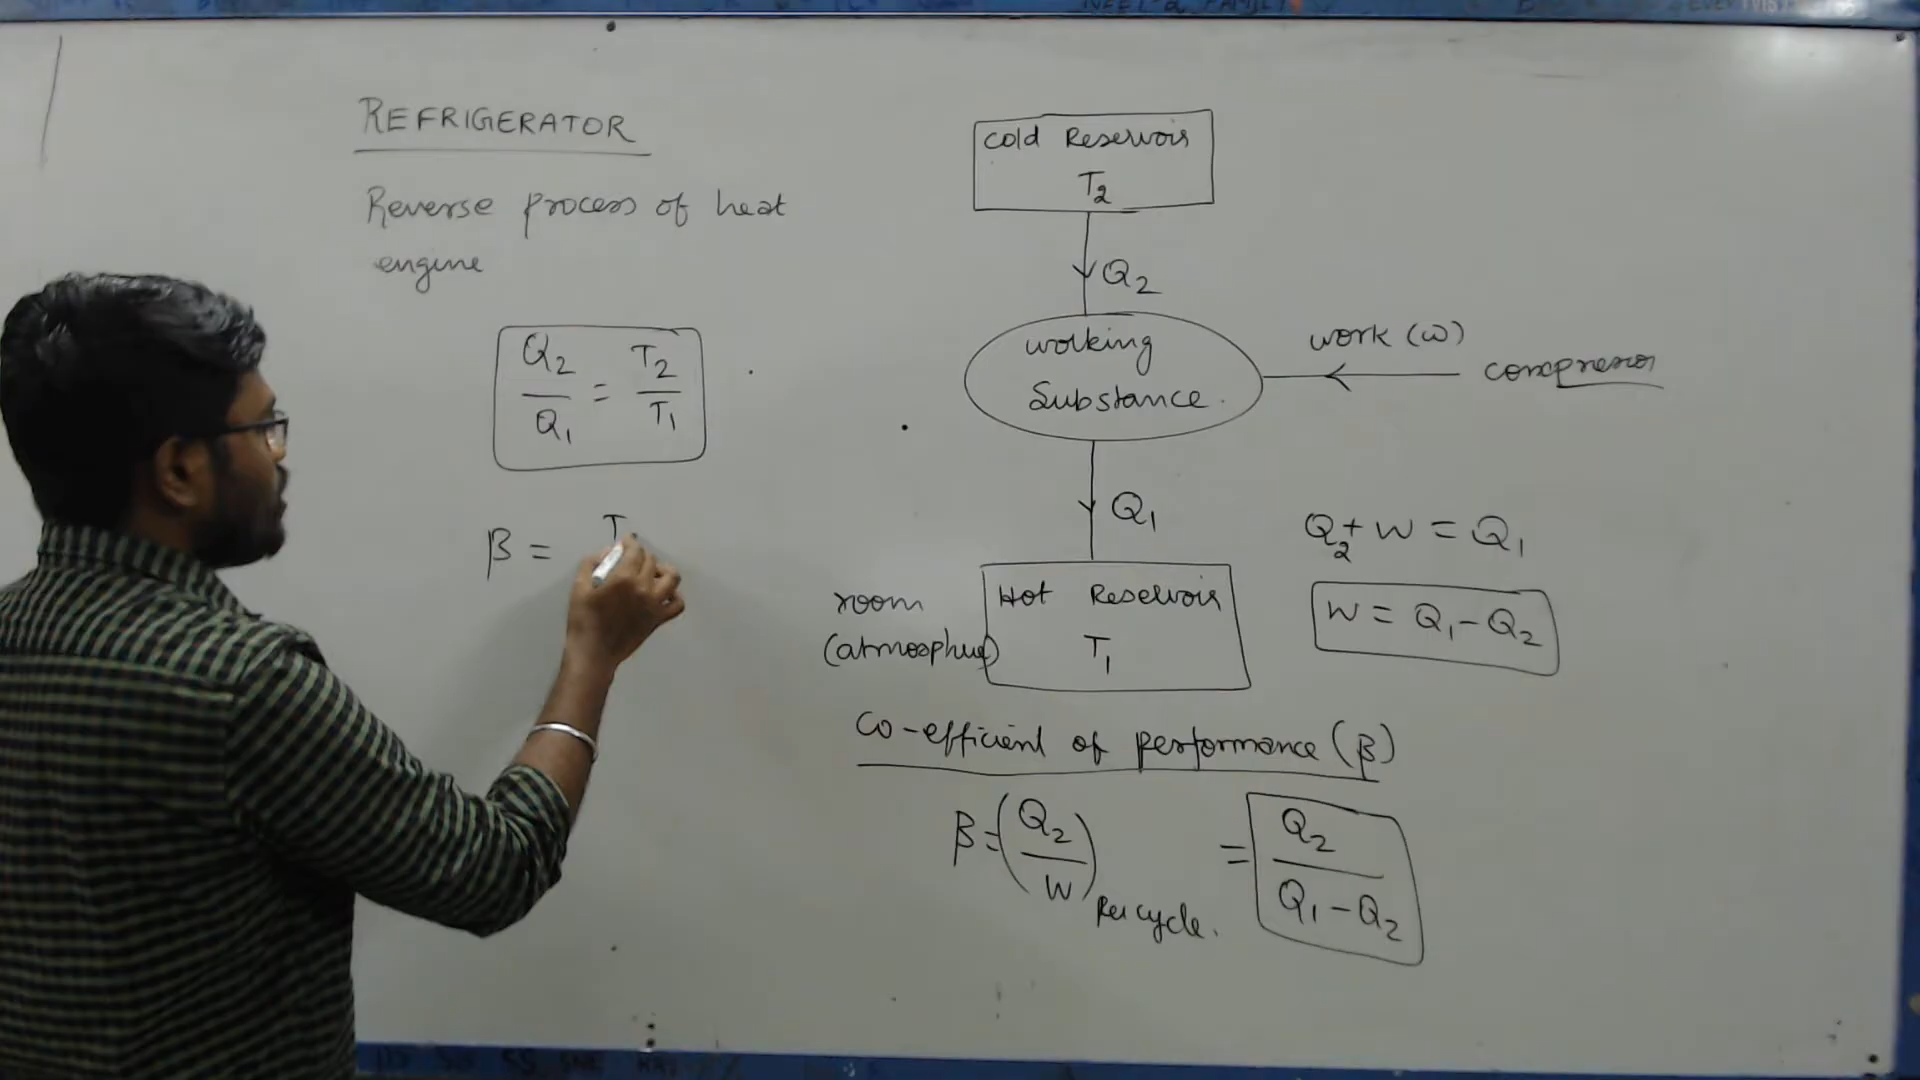 REFRIGERATOR
Reverse process of heat
engine
Q₂/Q₁ = T₂/T₁
β = T
Cold Reservoir
T₂
Q₂
working
Substance
work (W)
compressor
Q₁
room
(atmosphere)
Hot Reservoir
T₁
Q₂ + W = Q₁
W = Q₁ - Q₂
Co-efficient of performance (β)
β = (Q₂/W) Per cycle. = Q₂/(Q₁ - Q₂)